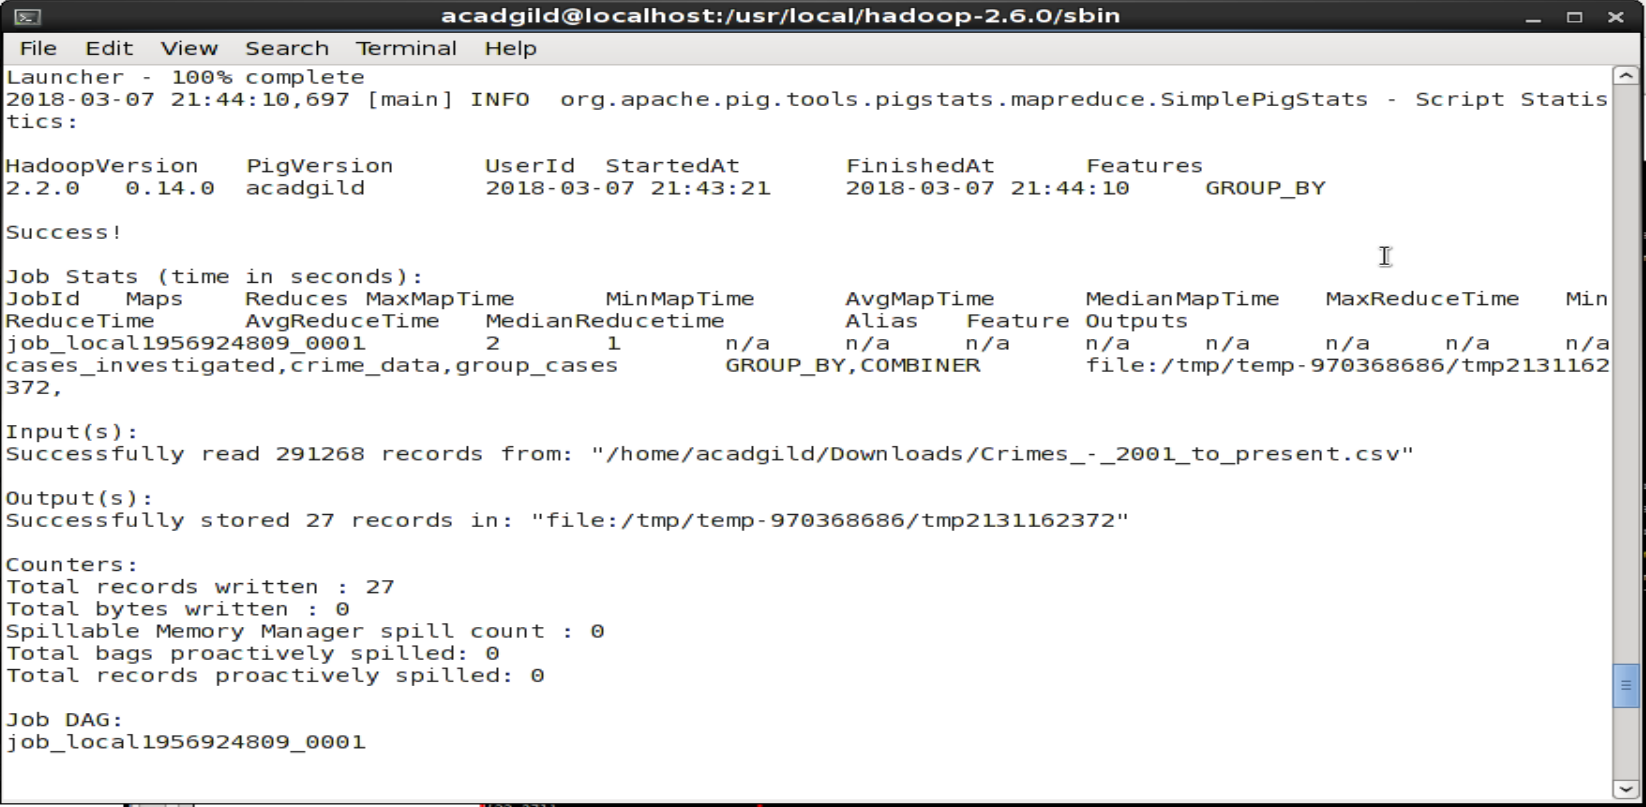 acadgild@localhost:/usr/local/hadoop-2.6.0/sbin
File Edit View Search Terminal Help
Launcher - 100% complete
2018-03-07 21:44:10,697 [main] INFO  org.apache.pig.tools.pigstats.mapreduce.SimplePigStats - Script Statis
tics:
HadoopVersion PigVersion UserId StartedAt FinishedAt Features
2.2.0 0.14.0 acadgild 2018-03-07 21:43:21 2018-03-07 21:44:10 GROUP_BY
Success!
Job Stats (time in seconds):
JobId Maps Reduces MaxMapTime MinMapTime AvgMapTime MedianMapTime MaxReduceTime Min
ReduceTime AvgReduceTime MedianReducetime Alias Feature Outputs
job_local1956924809_0001 2 1 n/a n/a n/a n/a n/a n/a n/a n/a
cases_investigated,crime_data,group_cases GROUP_BY,COMBINER file:/tmp/temp-970368686/tmp2131162
372,
Input(s):
Successfully read 291268 records from: "/home/acadgild/Downloads/Crimes_-_2001_to_present.csv"
Output(s):
Successfully stored 27 records in: "file:/tmp/temp-970368686/tmp2131162372"
Counters:
Total records written : 27
Total bytes written : 0
Spillable Memory Manager spill count : 0
Total bags proactively spilled: 0
Total records proactively spilled: 0
Job DAG:
job_local1956924809_0001